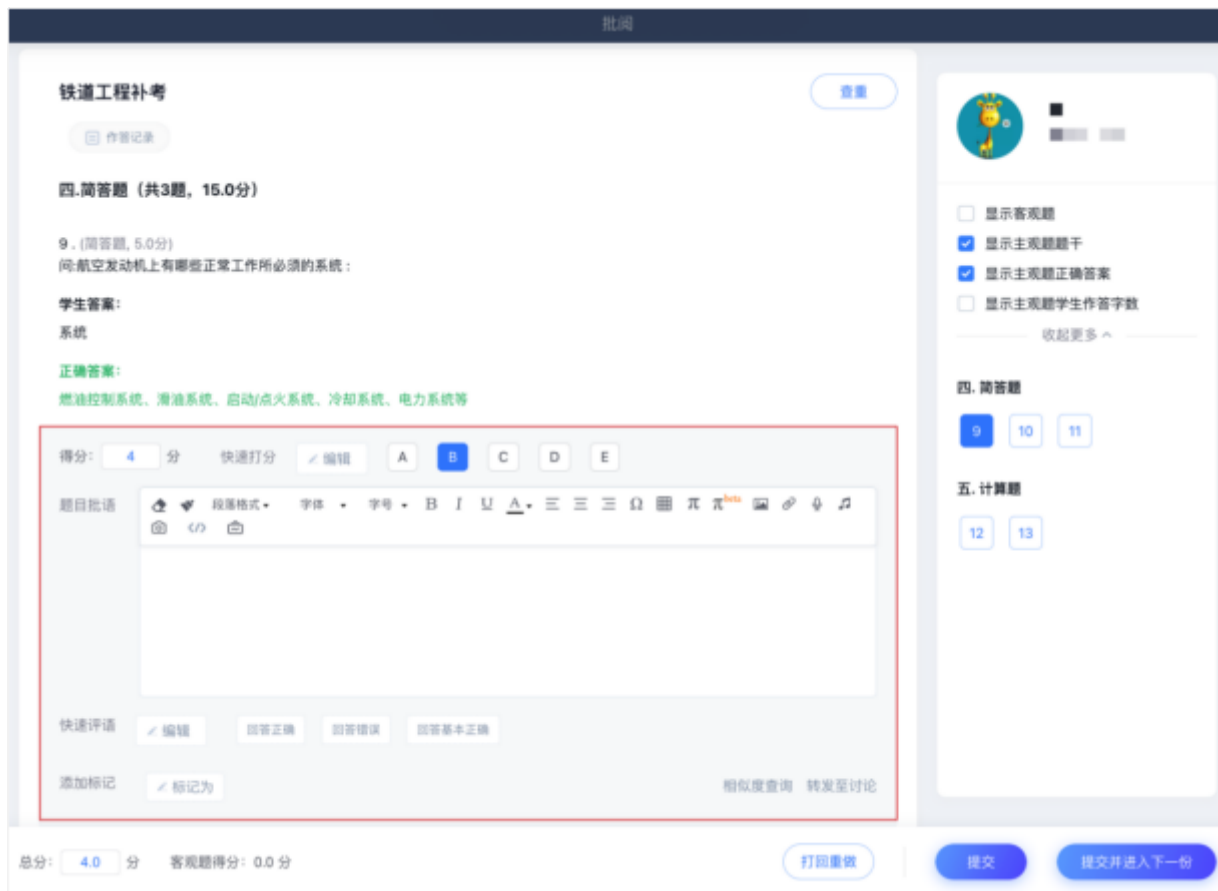 批阅
铁道工程补考
查重
作答记录
四.简答题（共3题，15.0分）
9 . (简答题, 5.0分)
问:航空发动机上有哪些正常工作所必须的系统：
学生答案：
系统
正确答案：
燃油控制系统、滑油系统、启动/点火系统、冷却系统、电力系统等
得分： 4 分 快速打分 编辑 A B C D E
题目批语
段落格式 字体 字号 B I U A Ω π π beta
</>
快速评语 编辑 回答正确 回答错误 回答基本正确
添加标记 标记为 相似度查询 转发至讨论
总分： 4.0 分 客观题得分：0.0 分 打回重做 提交 提交并进入下一份
显示客观题
显示主观题题干
显示主观题正确答案
显示主观题学生作答字数
收起更多
四. 简答题
9 10 11
五. 计算题
12 13